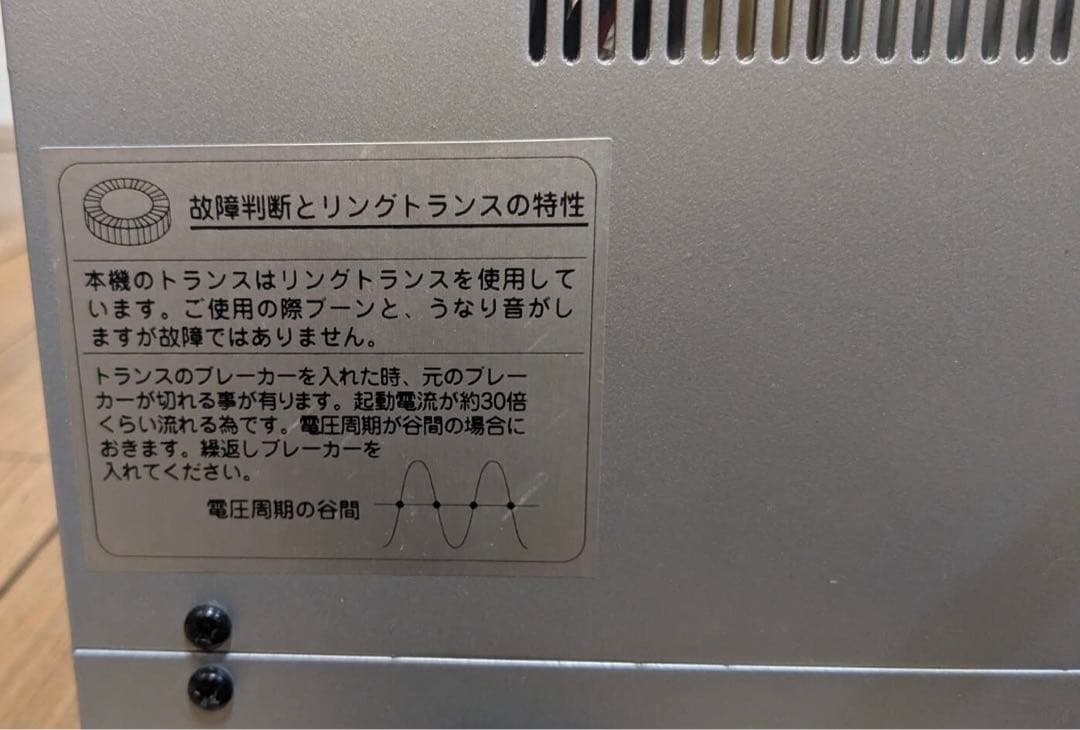 故障判断とリングトランスの特性
本機のトランスはリングトランスを使用して
います。ご使用の際ブーンと、うなり音がし
ますが故障ではありません。
トランスのブレーカーを入れた時、元のブレー
カーが切れる事が有ります。起動電流が約30倍
くらい流れる為です。電圧周期が谷間の場合に
おきます。繰返しブレーカーを
入れてください。
電圧周期の谷間